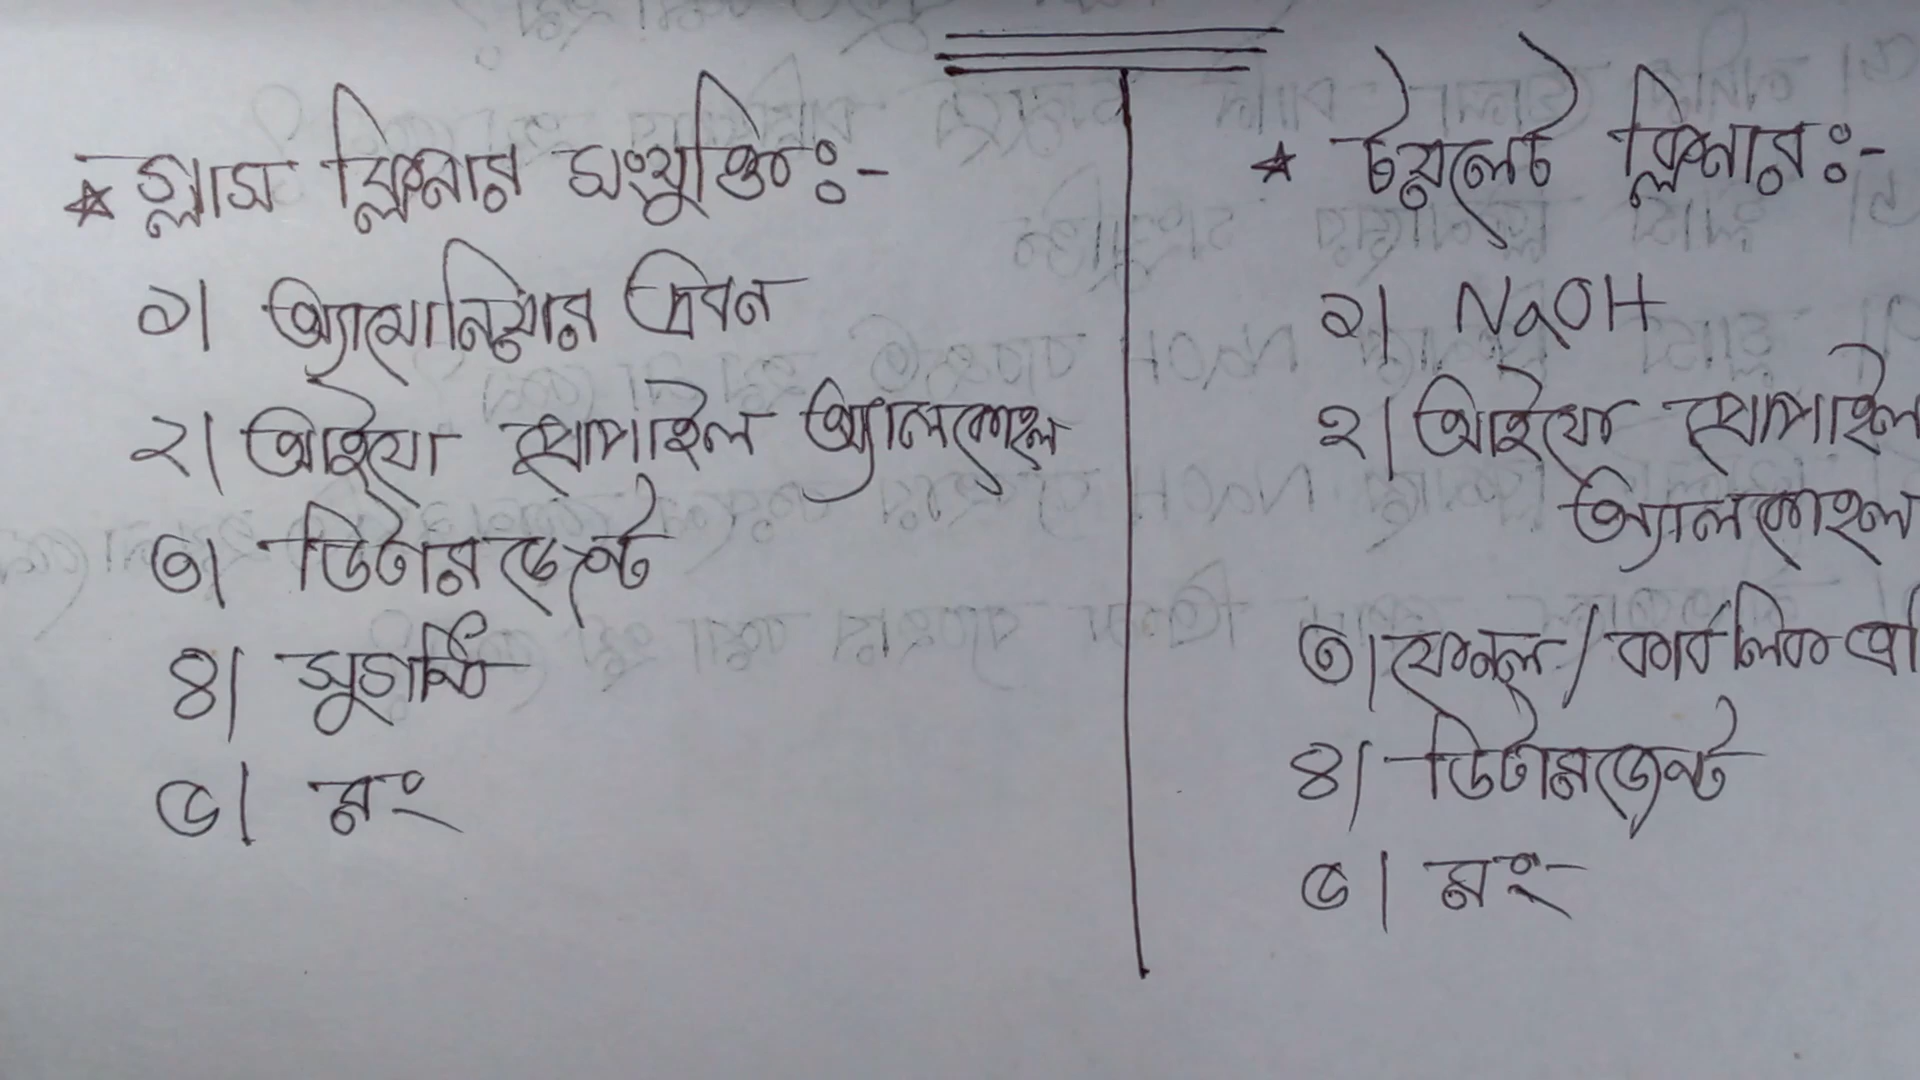 ★ গ্লাস ক্লিনার সংযুক্তি:-
১। অ্যামোনিয়ার দ্রবন
২। আইসো প্রোপাইল অ্যালকোহল
৩। ডিটারজেন্ট
৪। সুগন্ধি
৫। রং
★ টয়লেট ক্লিনার:-
১। NaOH
২। আইসো প্রোপাইল
অ্যালকোহল
৩। ফেনল / কার্বলিক
৪। ডিটারজেন্ট
৫। রং